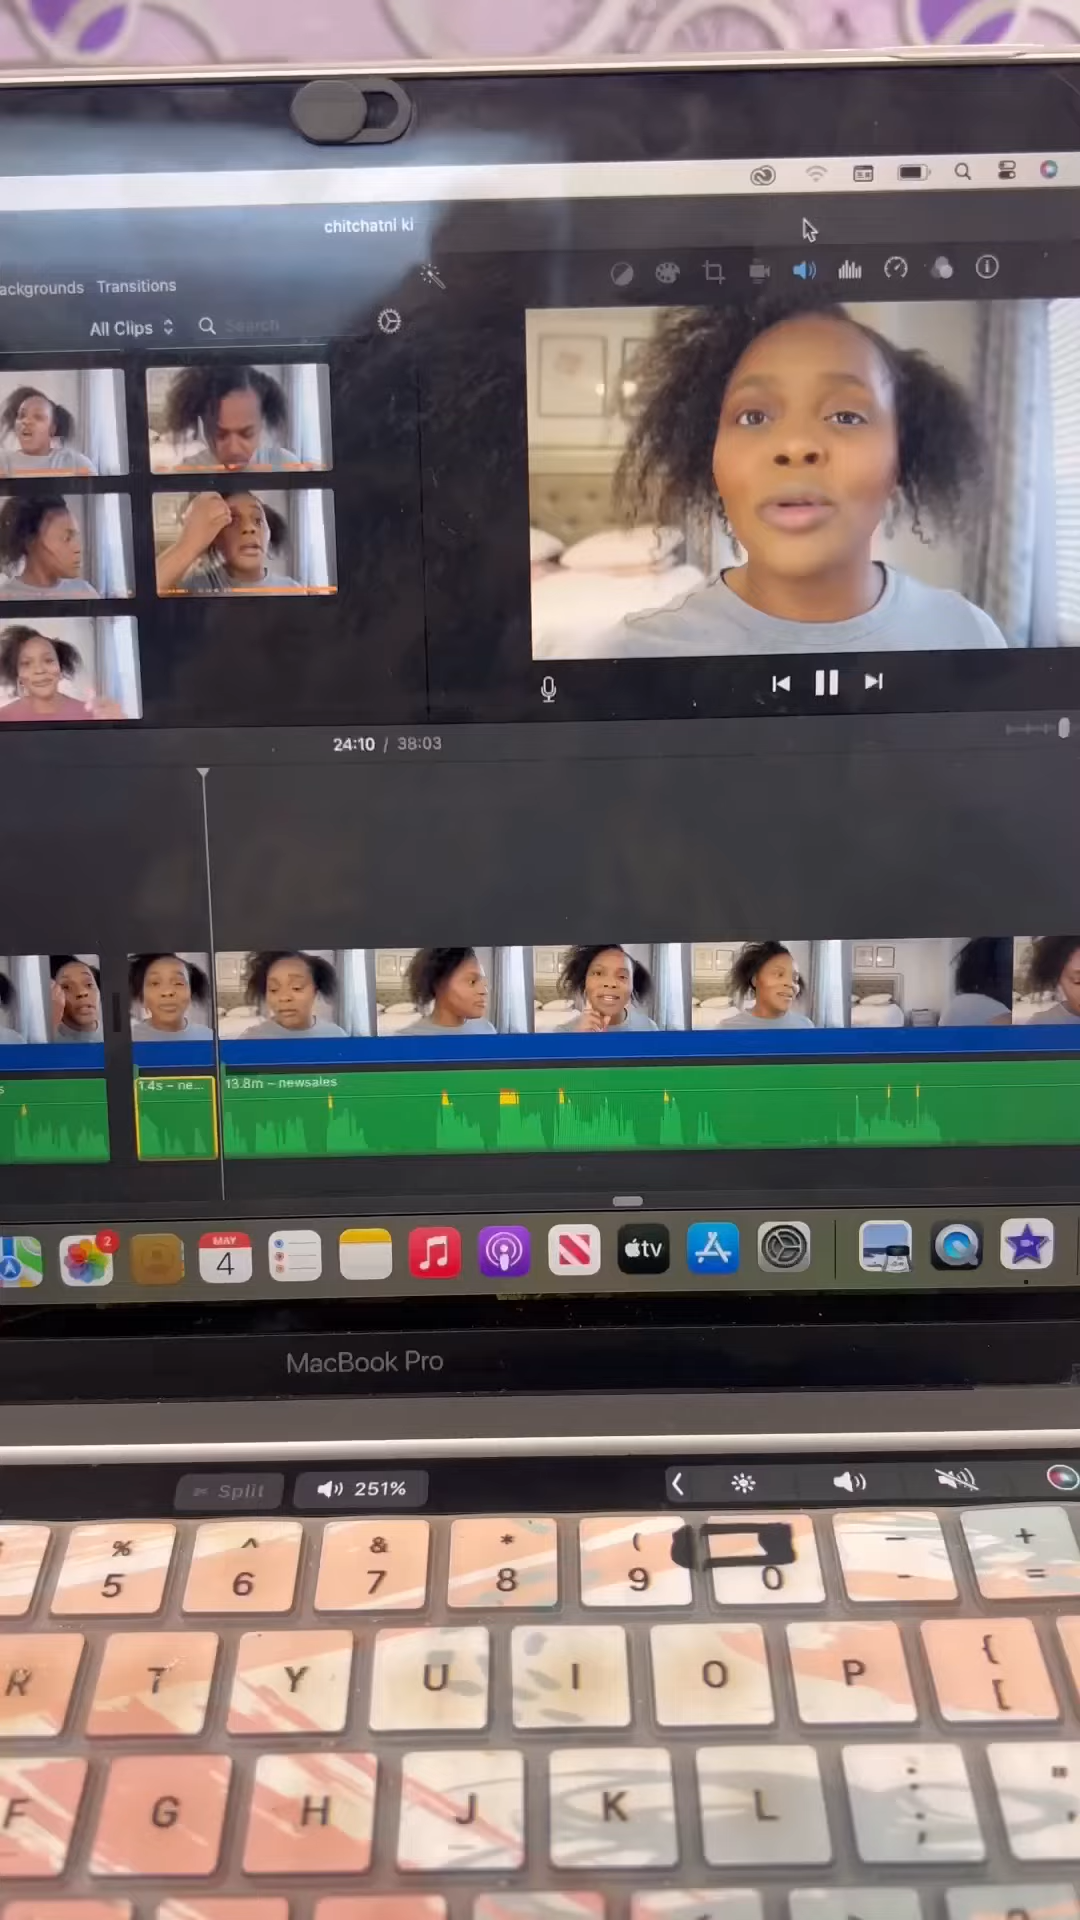 chitchatni ki
ackgrounds Transitions
All Clips Search
24:10 / 38:03
s
1.4s – ne...
13.8m – newsales
2
MAY
4
tv
MacBook Pro
Split 251%
% ^ & * ( – +
5 6 7 8 9 0 - =
R T Y U I O P { [
F G H J K L : ; "